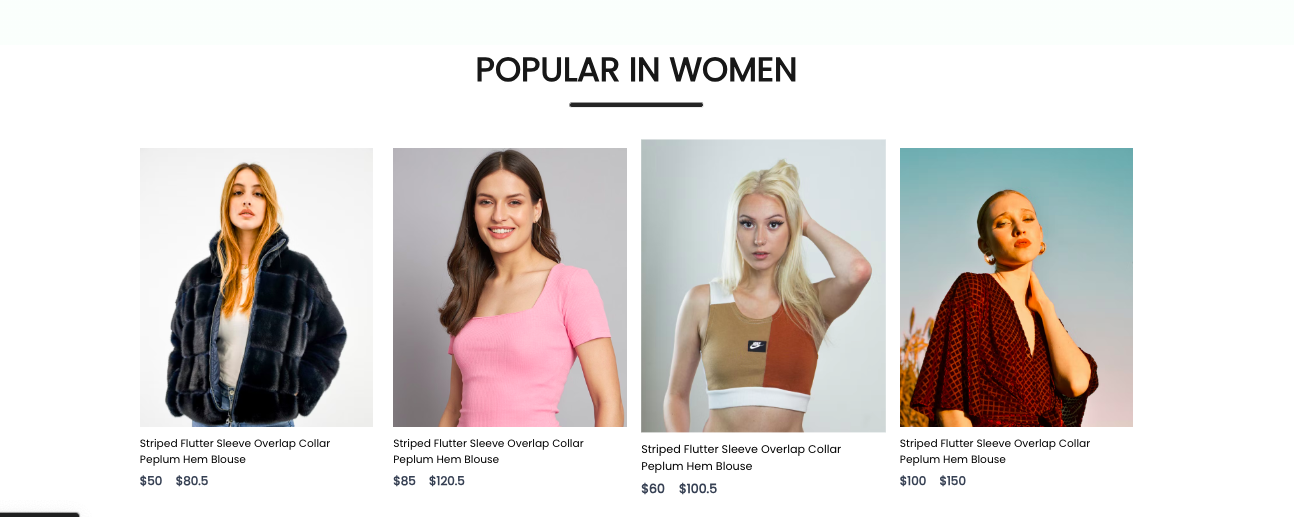 POPULAR IN WOMEN
Striped Flutter Sleeve Overlap Collar
Peplum Hem Blouse
$50 $80.5
Striped Flutter Sleeve Overlap Collar
Peplum Hem Blouse
$85 $120.5
Striped Flutter Sleeve Overlap Collar
Peplum Hem Blouse
$60 $100.5
Striped Flutter Sleeve Overlap Collar
Peplum Hem Blouse
$100 $150